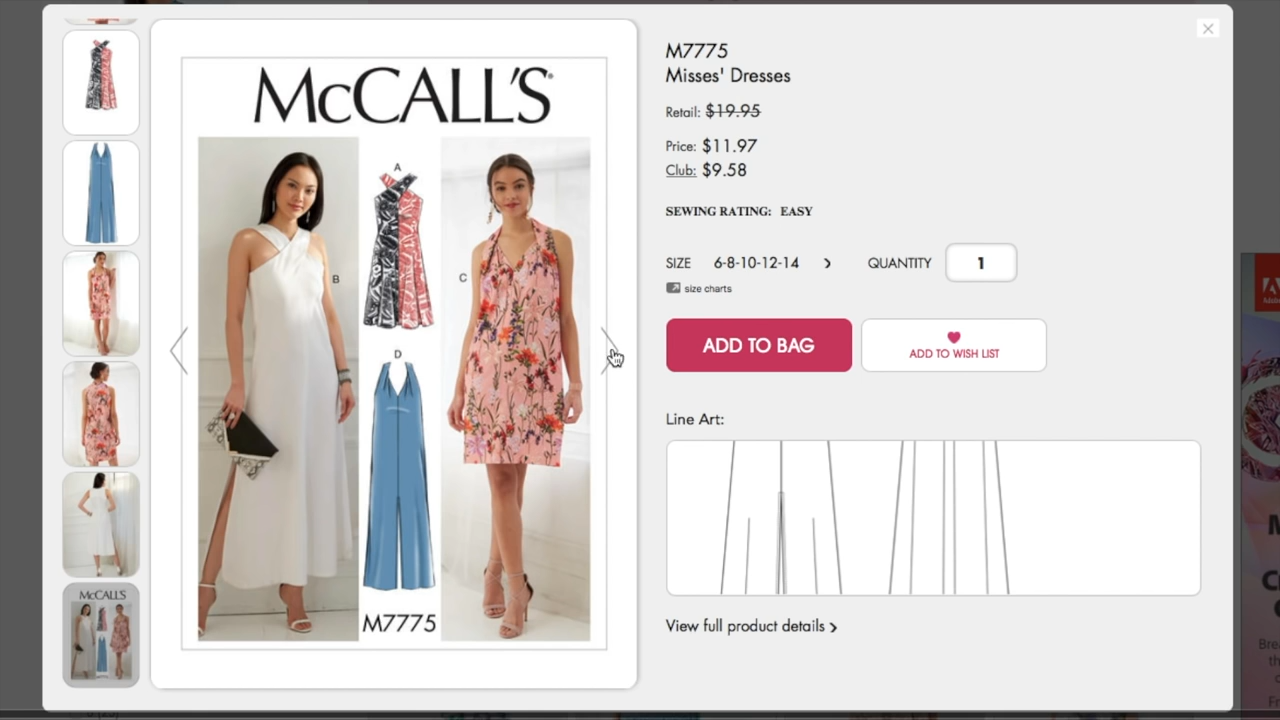 McCALL'S
A
B
C
D
M7775
McCALL'S
M7775
Misses' Dresses
Retail: $19.95
Price: $11.97
Club: $9.58
SEWING RATING: EASY
SIZE 6-8-10-12-14 › QUANTITY 1
size charts
ADD TO BAG
ADD TO WISH LIST
Line Art:
View full product details ›